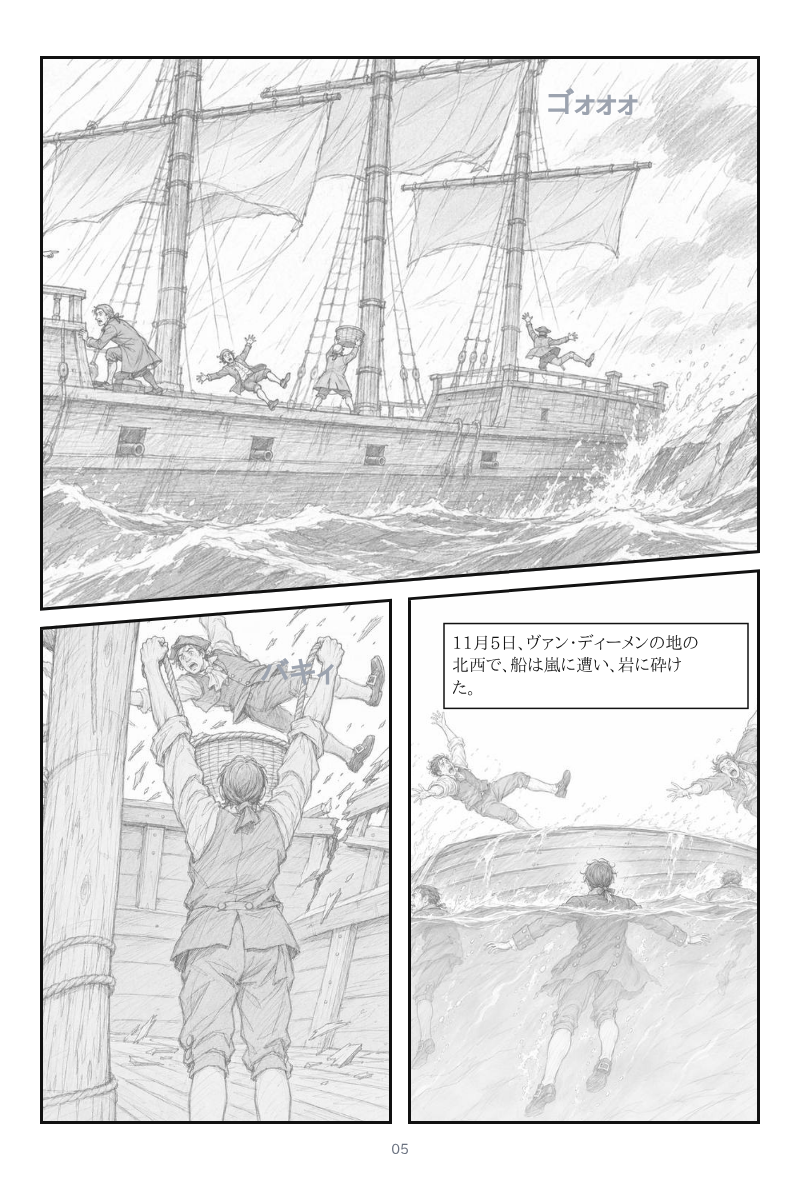 ゴォォォ
バキィ
11月5日、ヴァン・ディーメンの地の
北西で、船は嵐に遭い、岩に砕け
た。
05